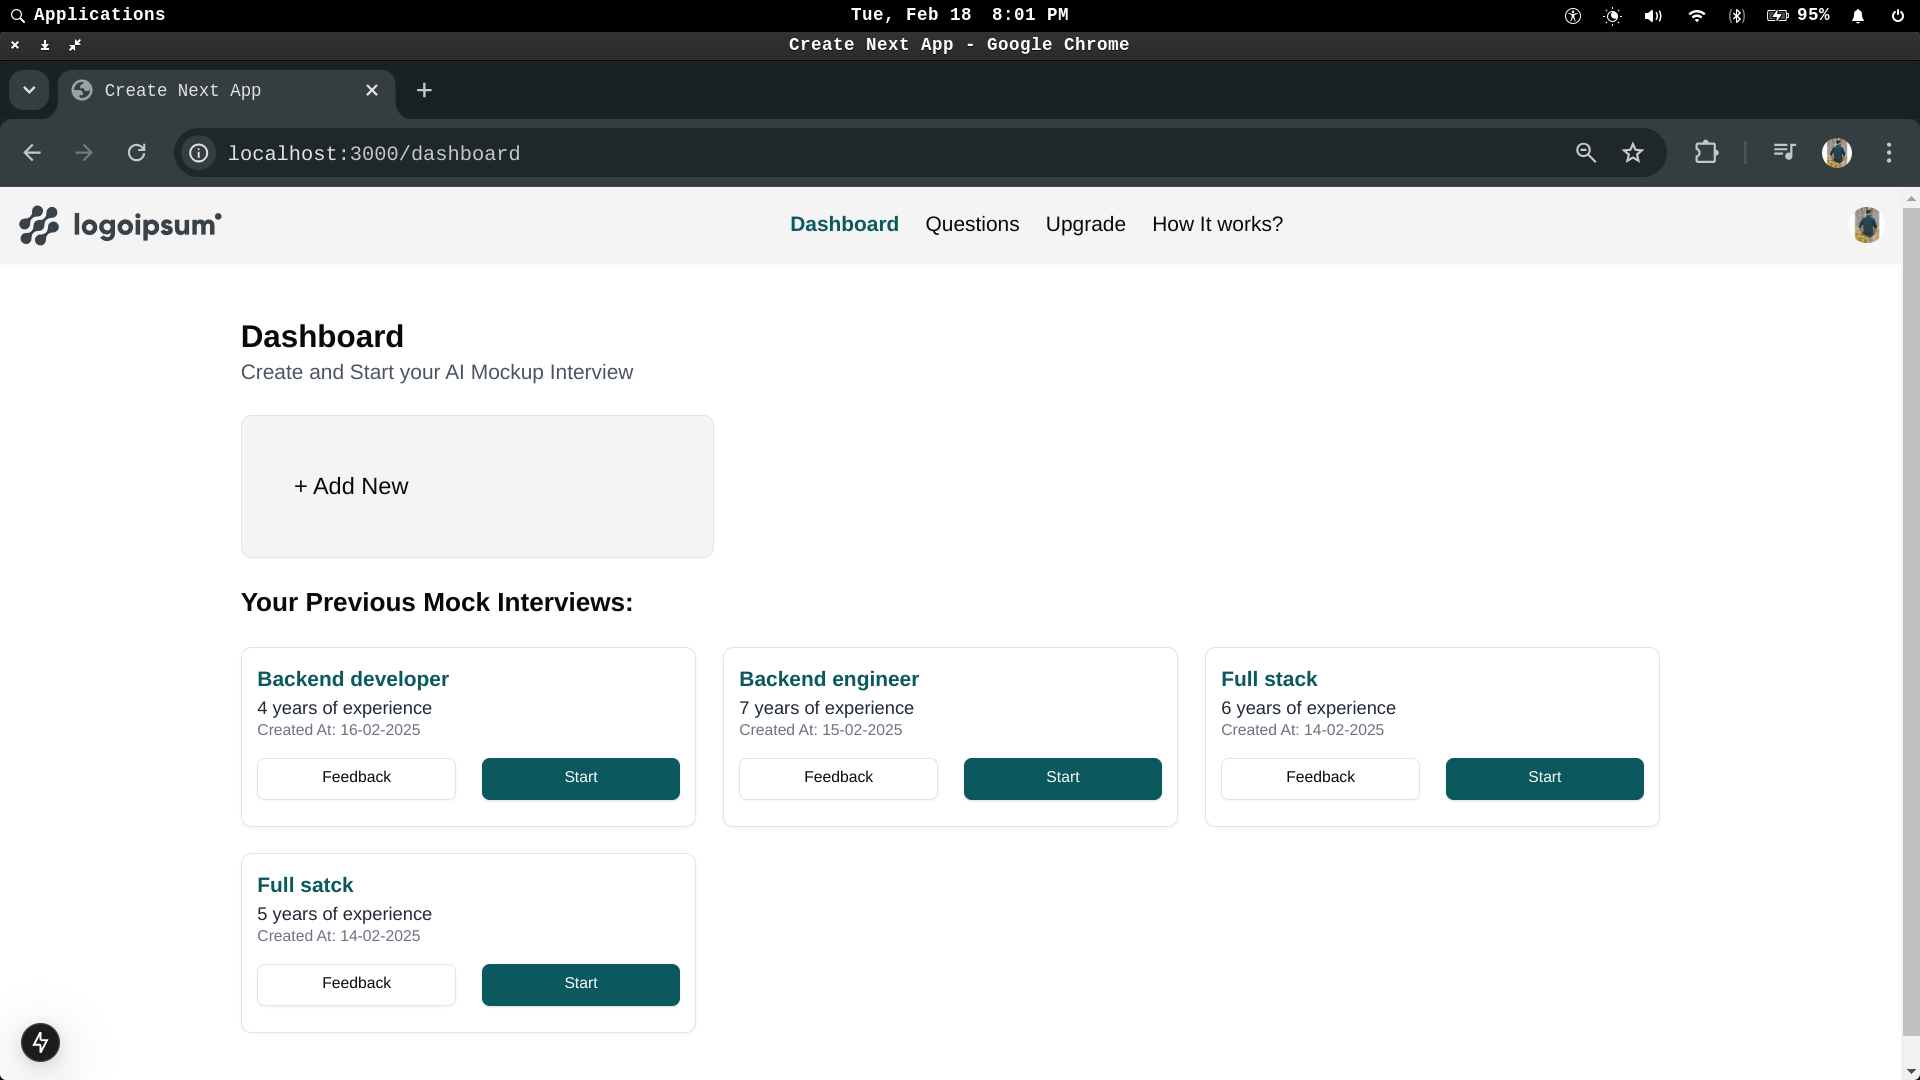 Applications
Tue, Feb 18 8:01 PM
95%
Create Next App - Google Chrome
Create Next App
localhost:3000/dashboard
logoipsum
Dashboard Questions Upgrade How It works?
Dashboard
Create and Start your AI Mockup Interview
+ Add New
Your Previous Mock Interviews:
Backend developer
4 years of experience
Created At: 16-02-2025
Feedback Start
Backend engineer
7 years of experience
Created At: 15-02-2025
Feedback Start
Full stack
6 years of experience
Created At: 14-02-2025
Feedback Start
Full satck
5 years of experience
Created At: 14-02-2025
Feedback Start